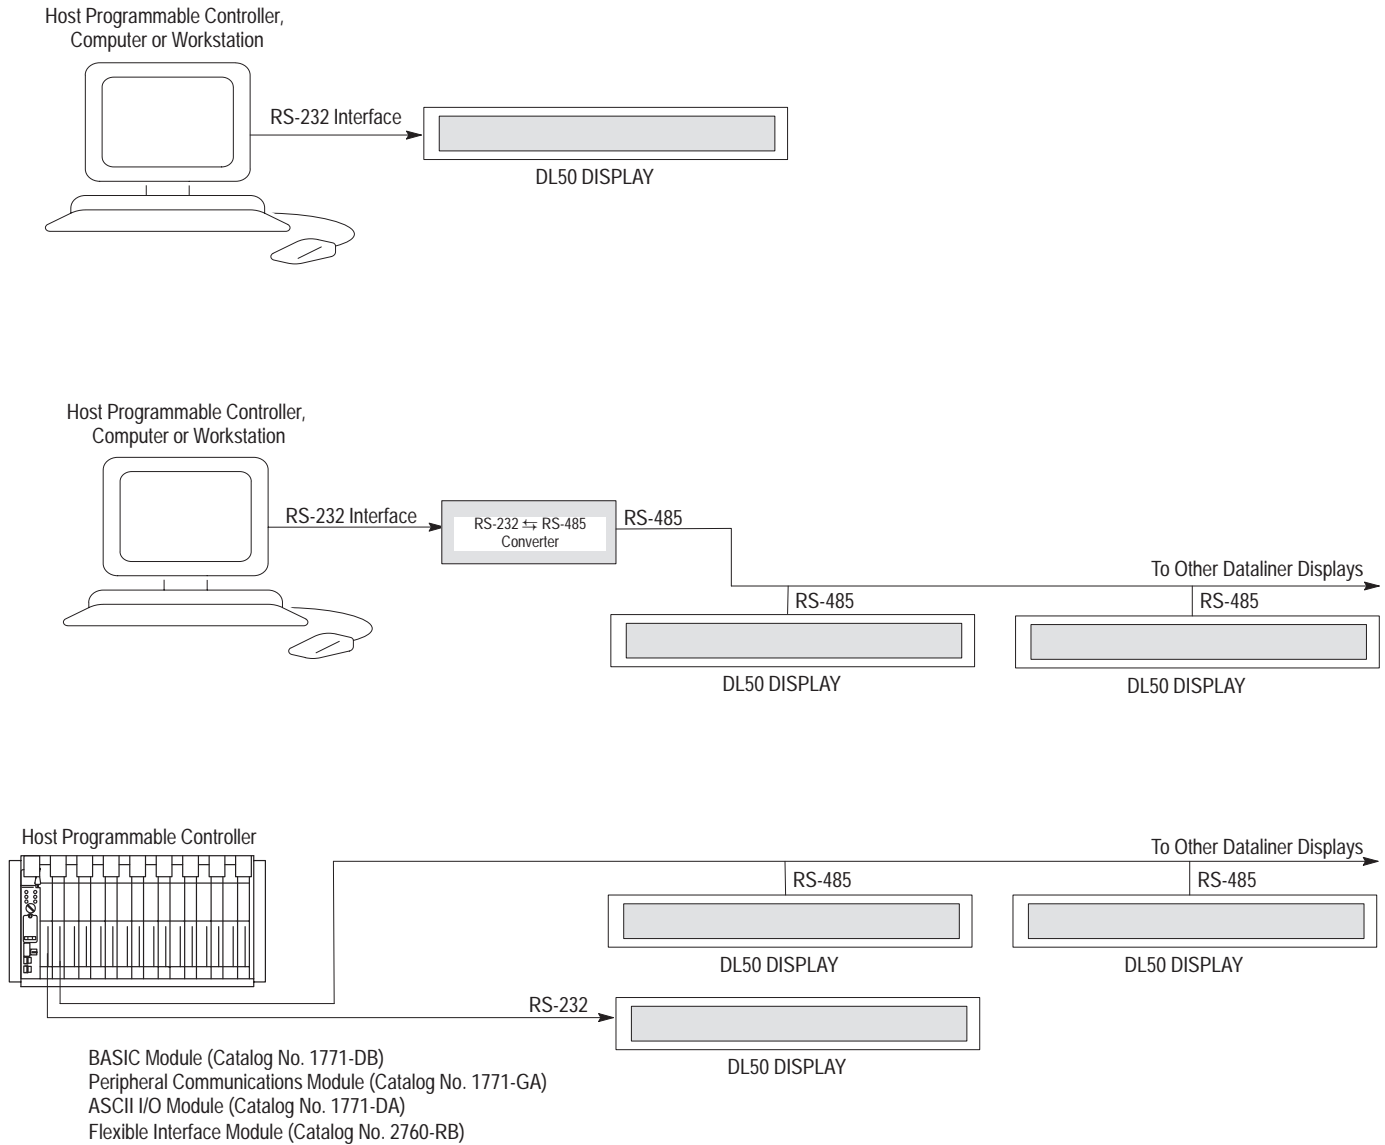 Host Programmable Controller,
Computer or Workstation
RS-232 Interface
DL50 DISPLAY
Host Programmable Controller,
Computer or Workstation
RS-232 Interface
RS-232 ⇆ RS-485
Converter
RS-485
To Other Dataliner Displays
RS-485
RS-485
DL50 DISPLAY
DL50 DISPLAY
Host Programmable Controller
To Other Dataliner Displays
RS-485
RS-485
DL50 DISPLAY
DL50 DISPLAY
RS-232
DL50 DISPLAY
BASIC Module (Catalog No. 1771-DB)
Peripheral Communications Module (Catalog No. 1771-GA)
ASCII I/O Module (Catalog No. 1771-DA)
Flexible Interface Module (Catalog No. 2760-RB)